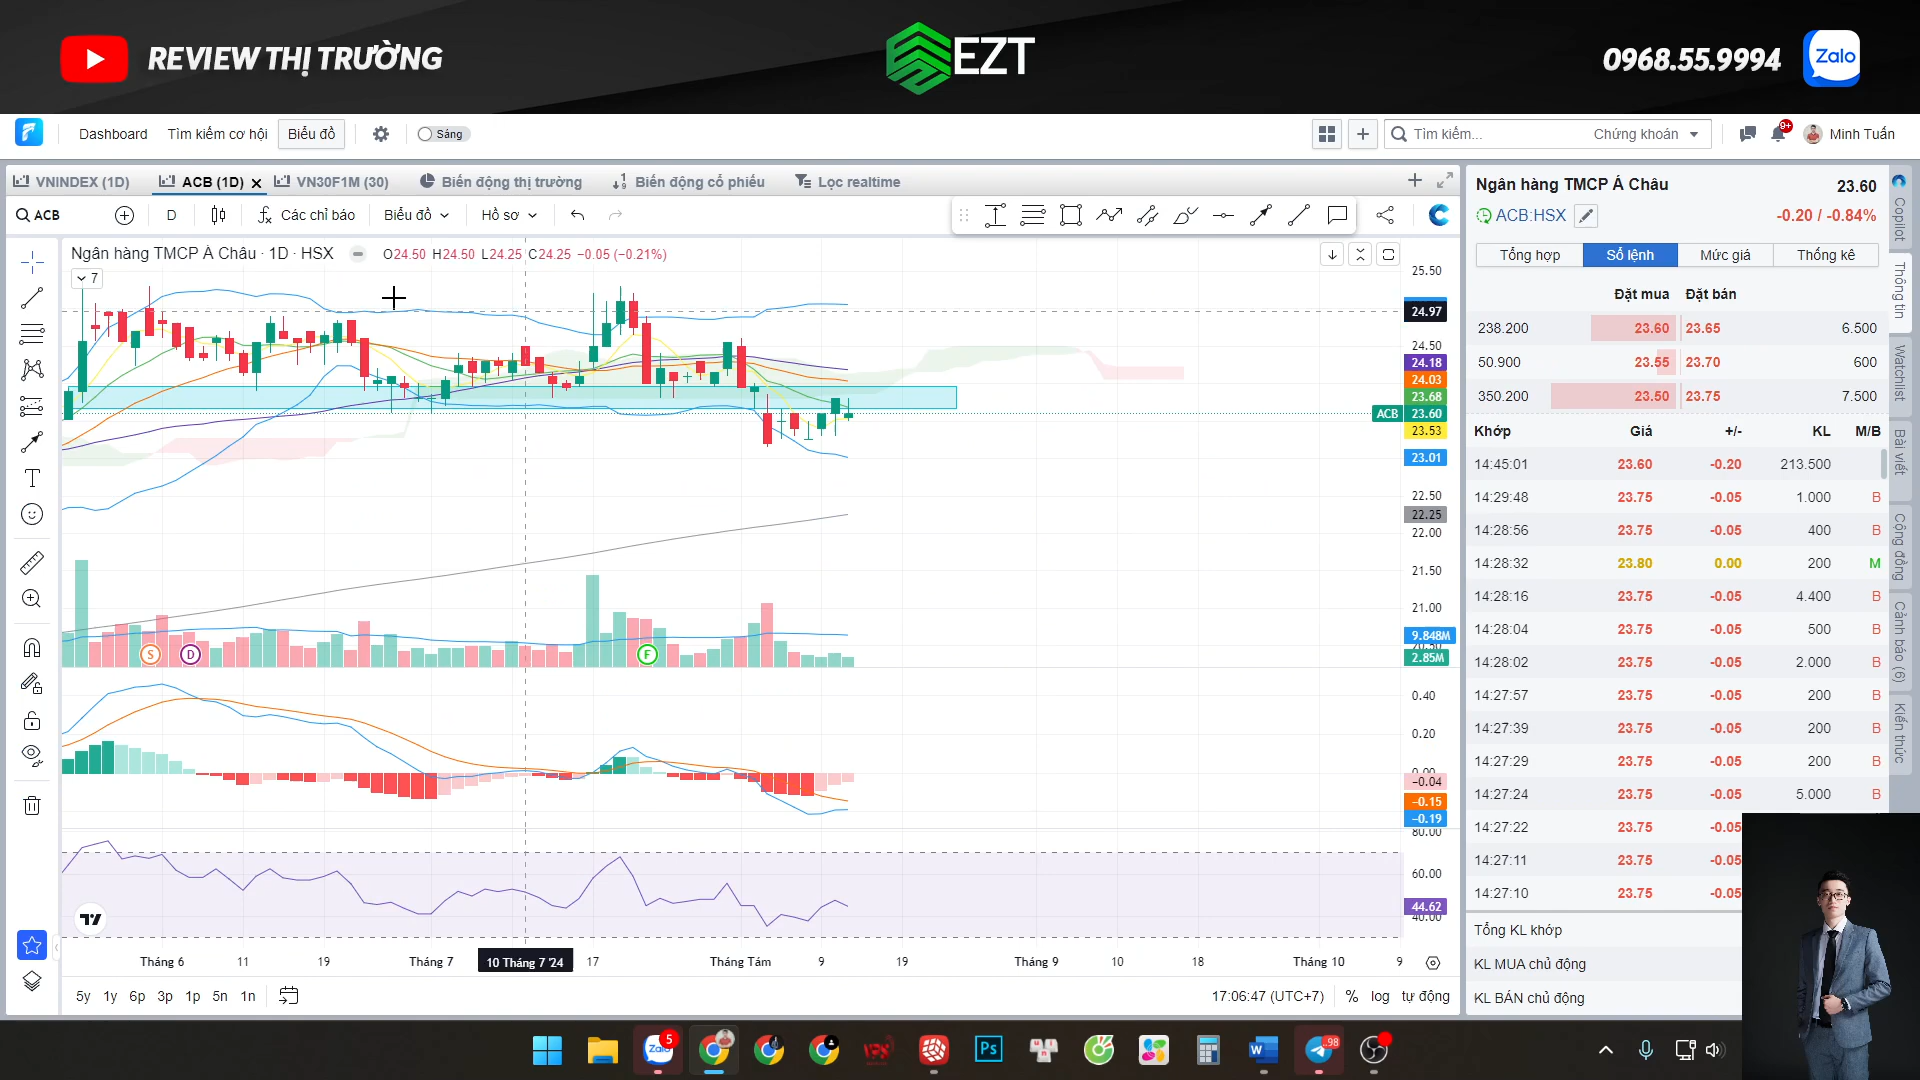 REVIEW THỊ TRƯỜNG
EZT
0968.55.9994
Zalo
Dashboard
Tìm kiếm cơ hội
Biểu đồ
Sáng
Tìm kiếm...
Chứng khoán
9+
Minh Tuấn
VNINDEX (1D)
ACB (1D)
VN30F1M (30)
Biến động thị trường
Biến động cổ phiếu
Lọc realtime
ACB
D
Các chỉ báo
Biểu đồ
Hồ sơ
Ngân hàng TMCP Á Châu · 1D · HSX
O24.50 H24.50 L24.25 C24.25 −0.05 (−0.21%)
7
25.50
24.97
24.50
24.18
24.03
23.68
ACB
23.60
23.53
23.01
22.50
22.25
22.00
21.50
21.00
9.848M
20.50
2.85M
S
D
F
0.40
0.20
0.00
−0.04
−0.15
−0.19
80.00
60.00
44.62
40.00
Tháng 6
11
19
Tháng 7
10 Tháng 7 '24
17
Tháng Tám
9
19
Tháng 9
10
18
Tháng 10
9
5y
1y
6p
3p
1p
5n
1n
17:06:47 (UTC+7)
%
log
tự động
Ngân hàng TMCP Á Châu
23.60
ACB:HSX
-0.20 / -0.84%
Tổng hợp
Sổ lệnh
Mức giá
Thống kê
Đặt mua
Đặt bán
238.200 23.60 23.65 6.500
50.900 23.55 23.70 600
350.200 23.50 23.75 7.500
Khớp Giá +/- KL M/B
14:45:01 23.60 -0.20 213.500
14:29:48 23.75 -0.05 1.000 B
14:28:56 23.75 -0.05 400 B
14:28:32 23.80 0.00 200 M
14:28:16 23.75 -0.05 4.400 B
14:28:04 23.75 -0.05 500 B
14:28:02 23.75 -0.05 2.000 B
14:27:57 23.75 -0.05 200 B
14:27:39 23.75 -0.05 200 B
14:27:29 23.75 -0.05 200 B
14:27:24 23.75 -0.05 5.000 B
14:27:22 23.75 -0.05
14:27:11 23.75 -0.05
14:27:10 23.75 -0.05
Tổng KL khớp
KL MUA chủ động
KL BÁN chủ động
Copilot
Thông tin
Watchlist
Bài viết
Cộng đồng
Cảnh báo (6)
Kiến thức
Zalo
5
Ps
W
98